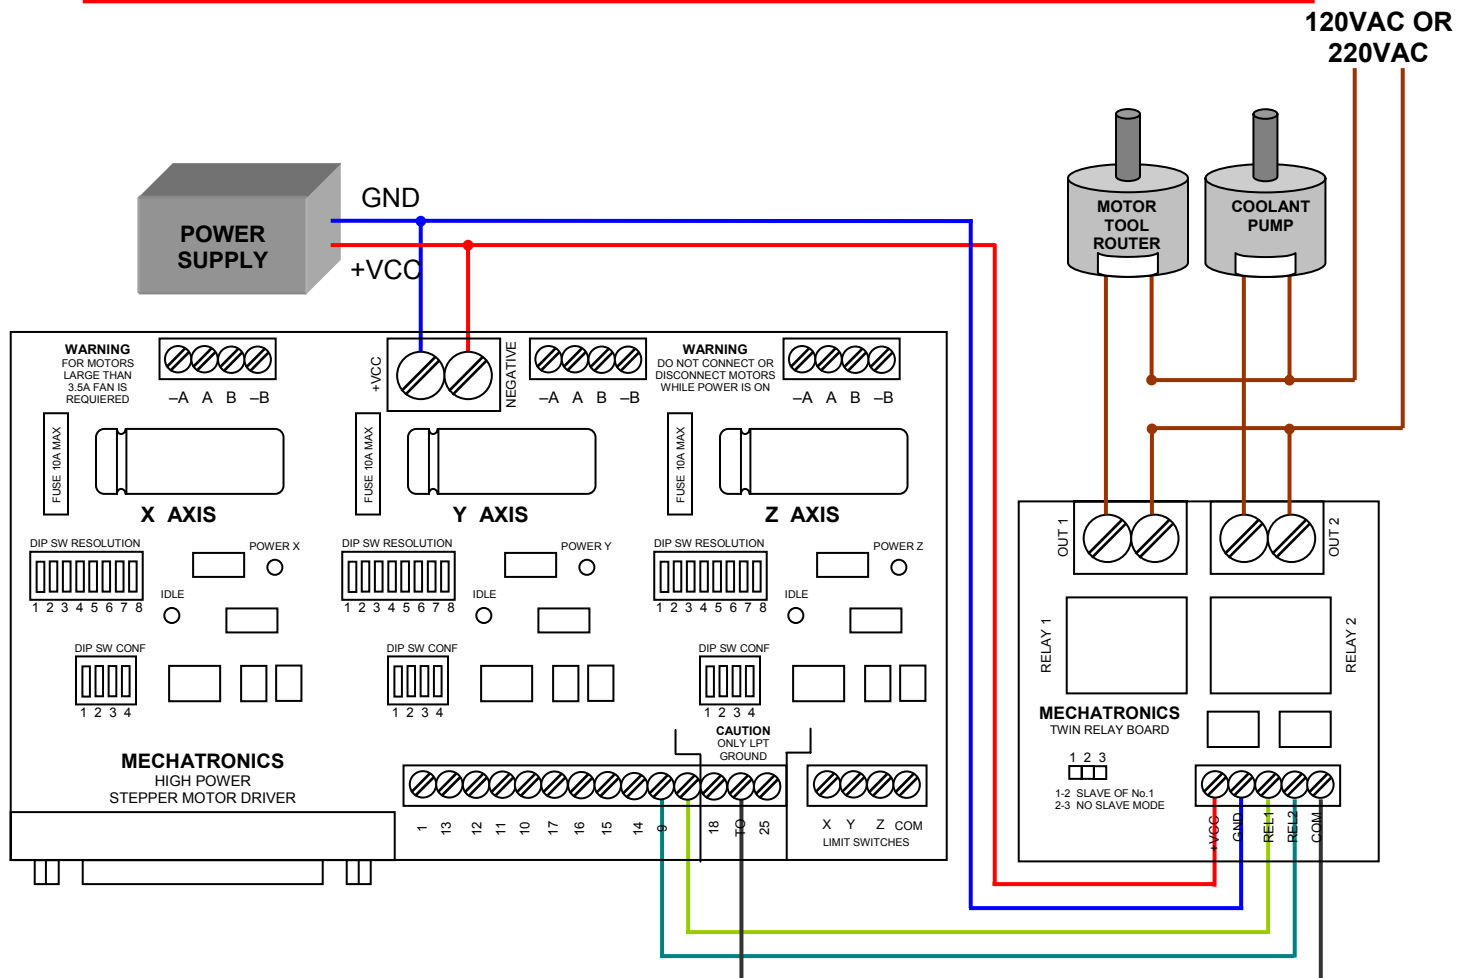 120VAC OR
220VAC
GND
POWER
SUPPLY
+VCC
MOTOR
TOOL
ROUTER
COOLANT
PUMP
WARNING
FOR MOTORS
LARGE THAN
3.5A FAN IS
REQUIERED
–A A B –B
+VCC
NEGATIVE
–A A B –B
WARNING
DO NOT CONNECT OR
DISCONNECT MOTORS
WHILE POWER IS ON
–A A B –B
FUSE 10A MAX
FUSE 10A MAX
FUSE 10A MAX
X AXIS
Y AXIS
Z AXIS
DIP SW RESOLUTION
1 2 3 4 5 6 7 8
POWER X
IDLE
DIP SW CONF
1 2 3 4
DIP SW RESOLUTION
1 2 3 4 5 6 7 8
POWER Y
IDLE
DIP SW CONF
1 2 3 4
DIP SW RESOLUTION
1 2 3 4 5 6 7 8
POWER Z
IDLE
DIP SW CONF
1 2 3 4
CAUTION
ONLY LPT
GROUND
MECHATRONICS
HIGH POWER
STEPPER MOTOR DRIVER
1 13 12 11 10 17 16 15 14 9 18 TO 25
X Y Z COM
LIMIT SWITCHES
OUT 1
OUT 2
RELAY 1
RELAY 2
MECHATRONICS
TWIN RELAY BOARD
1 2 3
1-2 SLAVE OF No.1
2-3 NO SLAVE MODE
+VCC GND REL1 REL2 COM